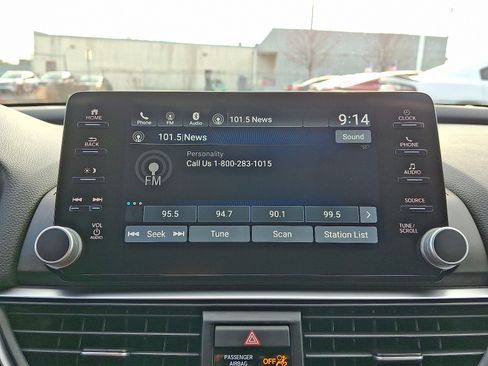 HOME
BACK
VOL
AUDIO
Phone FM Audio 101.5 News 9:14
101.5 News Sound
Personality
Call Us 1-800-283-1015
FM
95.5 94.7 90.1 99.5
Seek Tune Scan Station List
CLOCK
PHONE
AUDIO
SOURCE
TUNE/
SCROLL
PASSENGER
AIRBAG
OFF